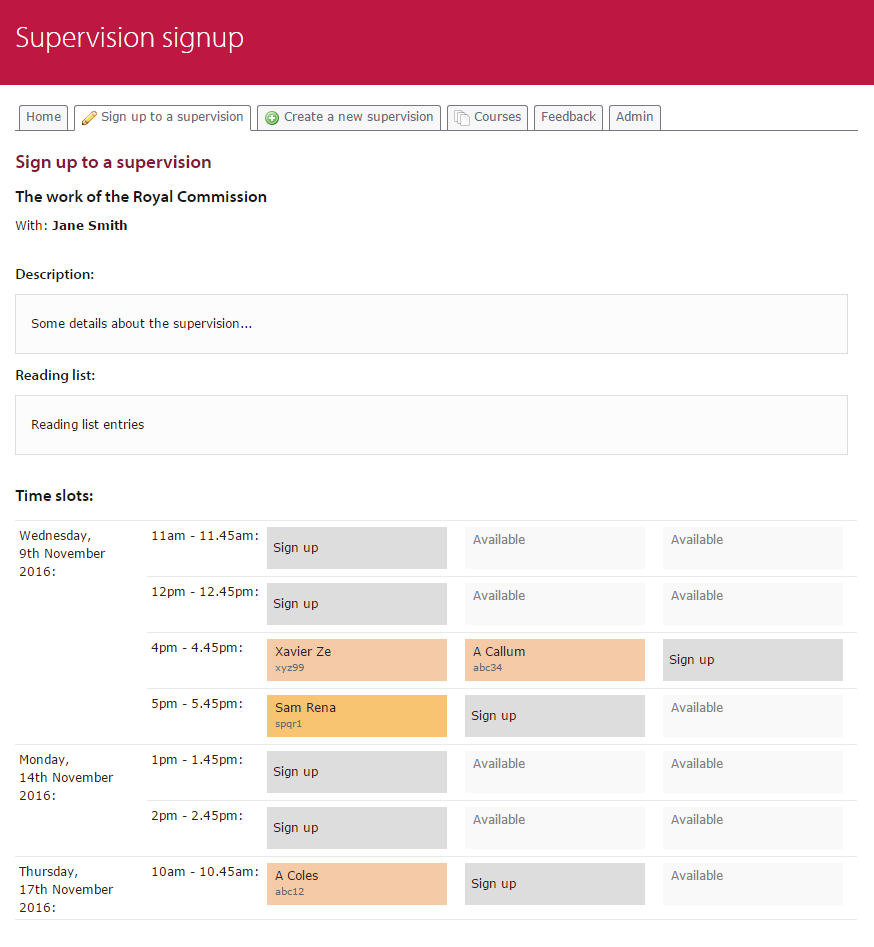 Supervision signup
Home
Sign up to a supervision
Create a new supervision
Courses
Feedback
Admin
Sign up to a supervision
The work of the Royal Commission
With: Jane Smith
Description:
Some details about the supervision...
Reading list:
Reading list entries
Time slots:
Wednesday,
9th November
2016:
11am - 11.45am:
Sign up
Available
Available
12pm - 12.45pm:
Sign up
Available
Available
4pm - 4.45pm:
Xavier Ze
xyz99
A Callum
abc34
Sign up
5pm - 5.45pm:
Sam Rena
spqr1
Sign up
Available
Monday,
14th November
2016:
1pm - 1.45pm:
Sign up
Available
Available
2pm - 2.45pm:
Sign up
Available
Available
Thursday,
17th November
2016:
10am - 10.45am:
A Coles
abc12
Sign up
Available